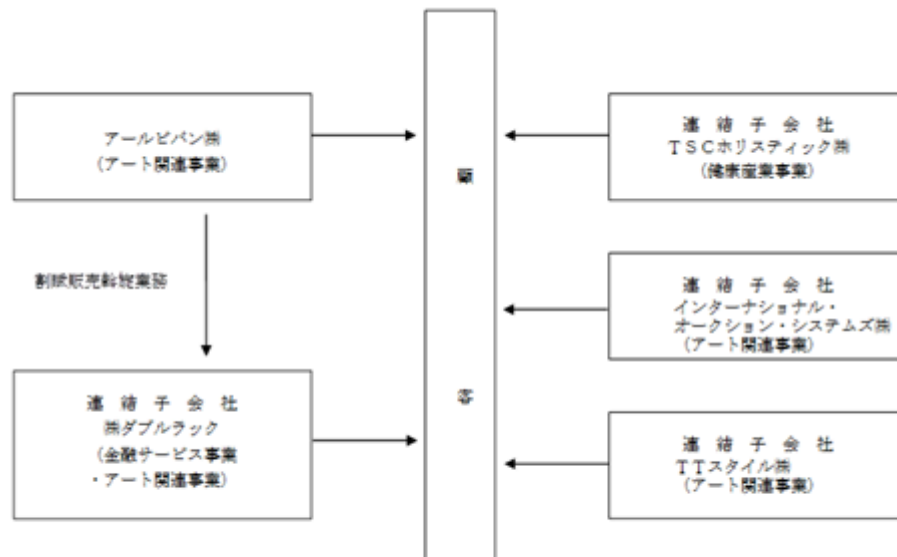 アールビバン㈱
(アート関連事業)
割賦販売斡旋業務
連結子会社
㈱ダブルラック
(金融サービス事業
・アート関連事業)
顧
客
連結子会社
TSCホリスティック㈱
(健康産業事業)
連結子会社
インターナショナル・
オークション・システムズ㈱
(アート関連事業)
連結子会社
TTスタイル㈱
(アート関連事業)